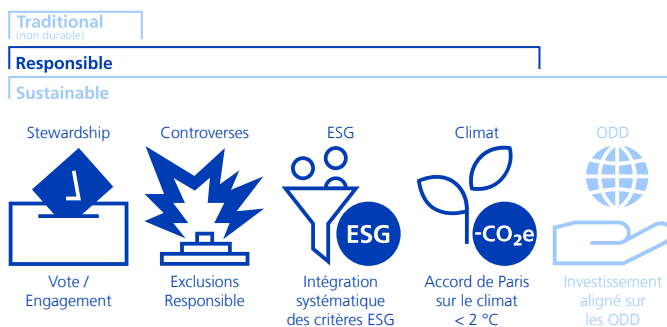 Traditional
(non durable)
Responsible
Sustainable
Stewardship
Controverses
ESG
Climat
ODD
ESG
-CO₂e
Vote /
Engagement
Exclusions
Responsible
Intégration
systématique
des critères ESG
Accord de Paris
sur le climat
< 2 °C
Investissement
aligné sur
les ODD